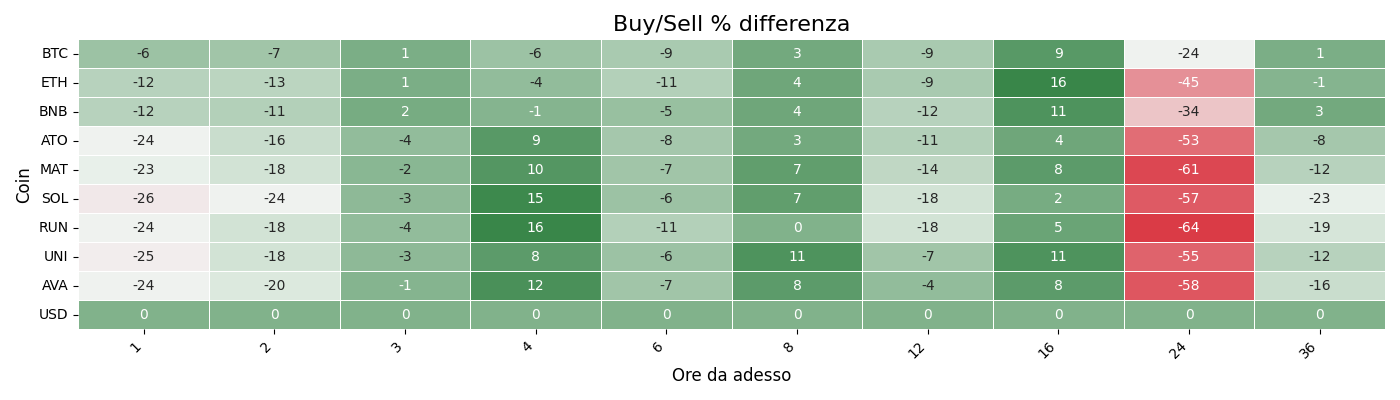 Buy/Sell % differenza
Coin
BTC -6 -7 1 -6 -9 3 -9 9 -24 1
ETH -12 -13 1 -4 -11 4 -9 16 -45 -1
BNB -12 -11 2 -1 -5 4 -12 11 -34 3
ATO -24 -16 -4 9 -8 3 -11 4 -53 -8
MAT -23 -18 -2 10 -7 7 -14 8 -61 -12
SOL -26 -24 -3 15 -6 7 -18 2 -57 -23
RUN -24 -18 -4 16 -11 0 -18 5 -64 -19
UNI -25 -18 -3 8 -6 11 -7 11 -55 -12
AVA -24 -20 -1 12 -7 8 -4 8 -58 -16
USD 0 0 0 0 0 0 0 0 0 0
1 2 3 4 6 8 12 16 24 36
Ore da adesso